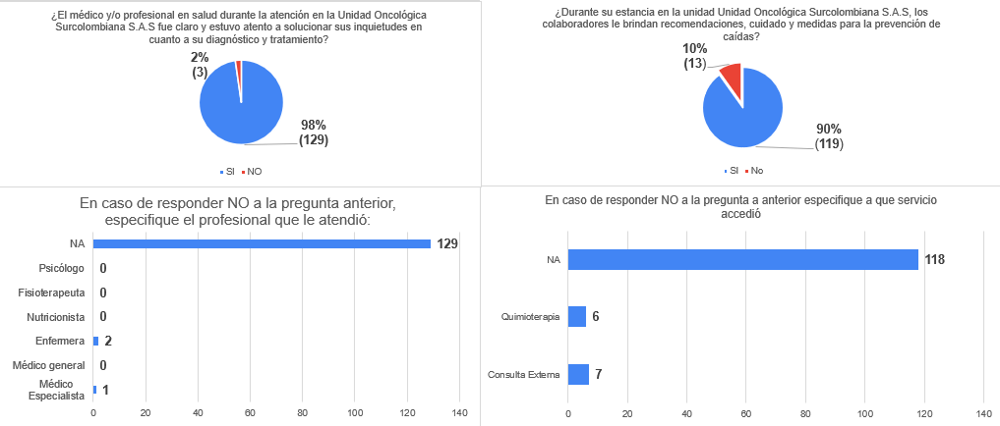 ¿El médico y/o profesional en salud durante la atención en la Unidad Oncológica
Surcolombiana S.A.S fue claro y estuvo atento a solucionar sus inquietudes en
cuanto a su diagnóstico y tratamiento?
2%
(3)
98%
(129)
SI NO
¿Durante su estancia en la unidad Unidad Oncológica Surcolombiana S.A.S, los
colaboradores le brindan recomendaciones, cuidado y medidas para la prevención de
caídas?
10%
(13)
90%
(119)
SI No
En caso de responder NO a la pregunta anterior,
especifique el profesional que le atendió:
NA 129
Psicólogo 0
Fisioterapeuta 0
Nutricionista 0
Enfermera 2
Médico general 0
Médico
Especialista 1
0 20 40 60 80 100 120 140
En caso de responder NO a la pregunta a anterior especifique a que servicio
accedió
NA 118
Quimioterapia 6
Consulta Externa 7
0 20 40 60 80 100 120 140